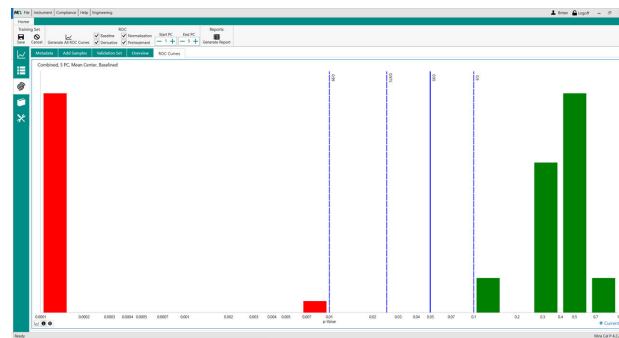 File Instrument Compliance Help Engineering
Logoff
Home
Training Set
ROC
Reports
Save Cancel Generate All ROC Curves
Baseline Normalization
Derivative Pretreatment
Start PC End PC
1 5
Generate Report
Metadata Add Samples Validation Set Overview ROC Curves
Combined, 5 PC, Mean Center, Baselined
0.0001 0.0002 0.0003 0.0004 0.0005 0.0007 0.001 0.002 0.003 0.004 0.005 0.007 0.01 0.02 0.03 0.04 0.05 0.07 0.1 0.2 0.3 0.4 0.5 0.7
p-Value
Current
Ready